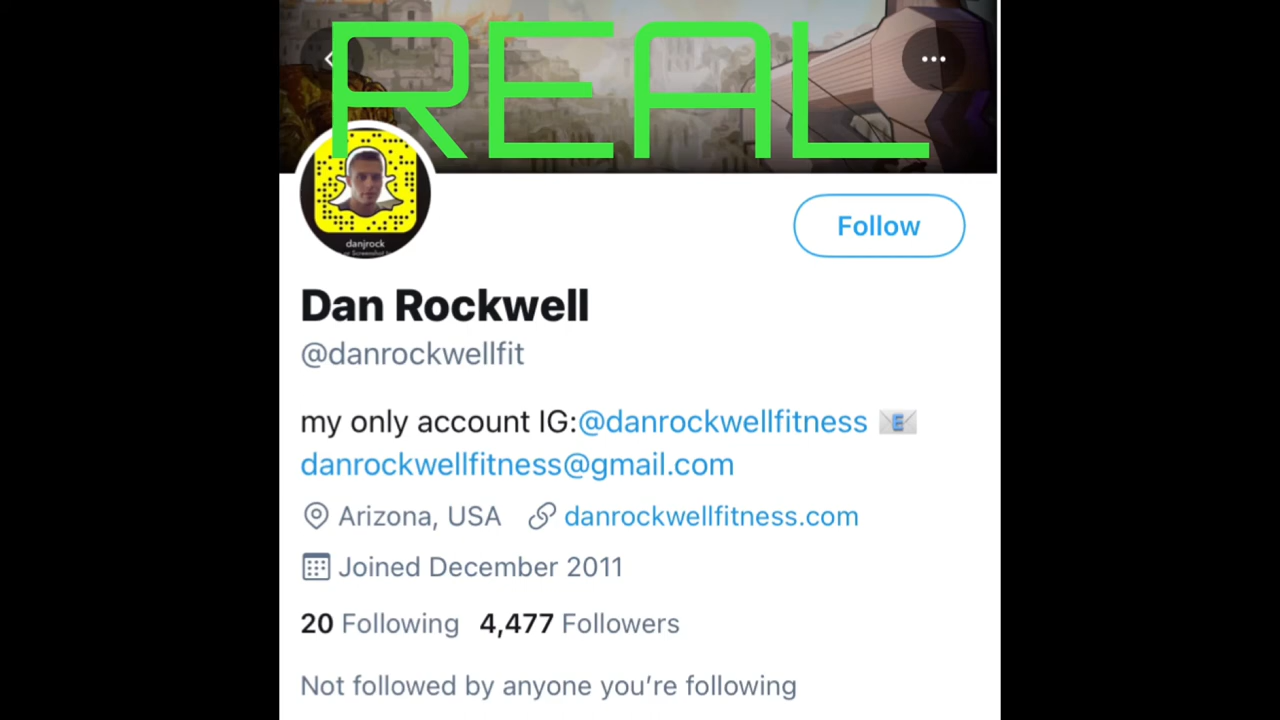 REAL
danjrock
Follow
Dan Rockwell
@danrockwellfit
my only account IG:@danrockwellfitness
danrockwellfitness@gmail.com
Arizona, USA danrockwellfitness.com
Joined December 2011
20 Following 4,477 Followers
Not followed by anyone you're following